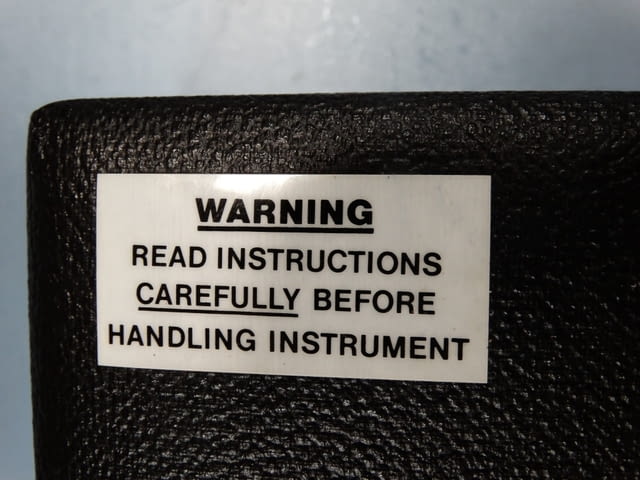 WARNING
READ INSTRUCTIONS
CAREFULLY BEFORE
HANDLING INSTRUMENT